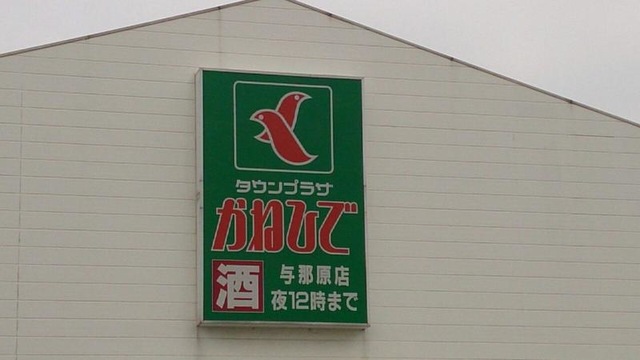 タウンプラザ
かねひで
酒
与那原店
夜12時まで